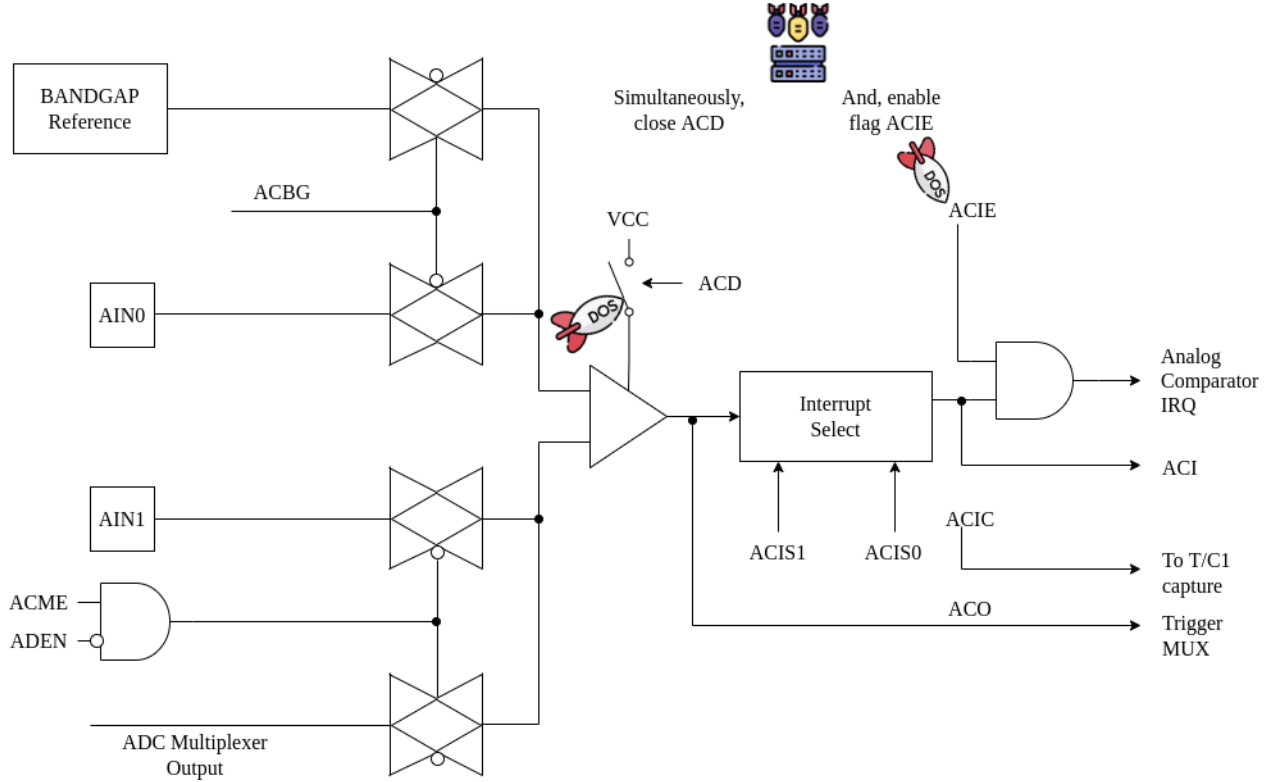 Simultaneously,
close ACD
And, enable
flag ACIE
BANDGAP
Reference
ACBG
DOS
ACIE
VCC
ACD
DOS
AIN0
Analog
Comparator
IRQ
Interrupt
Select
ACI
AIN1
ACIS1
ACIS0
ACIC
To T/C1
capture
ACME
ADEN
ACO
Trigger
MUX
ADC Multiplexer
Output